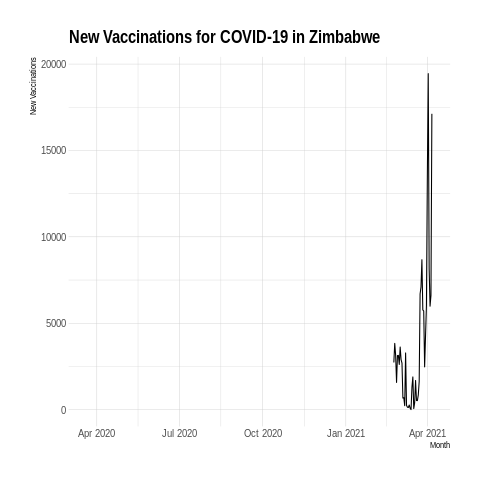 New Vaccinations for COVID-19 in Zimbabwe
New Vaccinations
20000
15000
10000
5000
0
Apr 2020 Jul 2020 Oct 2020 Jan 2021 Apr 2021
Month